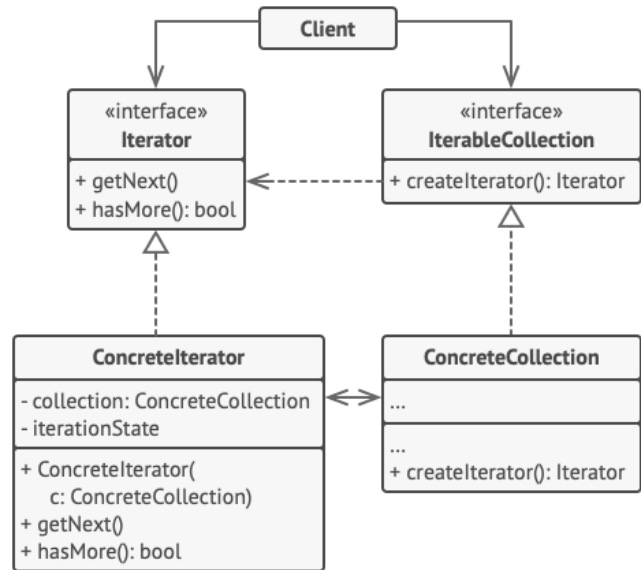 Client
«interface»
Iterator
+ getNext()
+ hasMore(): bool
«interface»
IterableCollection
+ createIterator(): Iterator
ConcreteIterator
- collection: ConcreteCollection
- iterationState
+ ConcreteIterator(
c: ConcreteCollection)
+ getNext()
+ hasMore(): bool
ConcreteCollection
...
...
+ createIterator(): Iterator